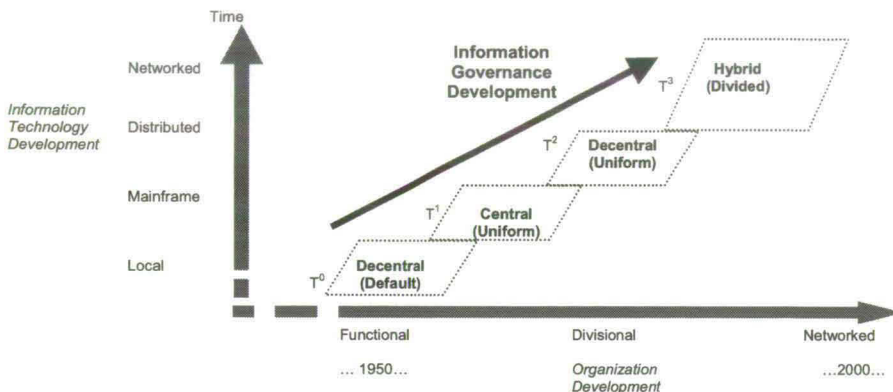 Time
Networked
Information
Technology
Development
Distributed
Mainframe
Local
Information
Governance
Development
T3
Hybrid
(Divided)
T2
Decentral
(Uniform)
T1
Central
(Uniform)
T0
Decentral
(Default)
Functional
Divisional
Networked
... 1950...
Organization
Development
...2000...